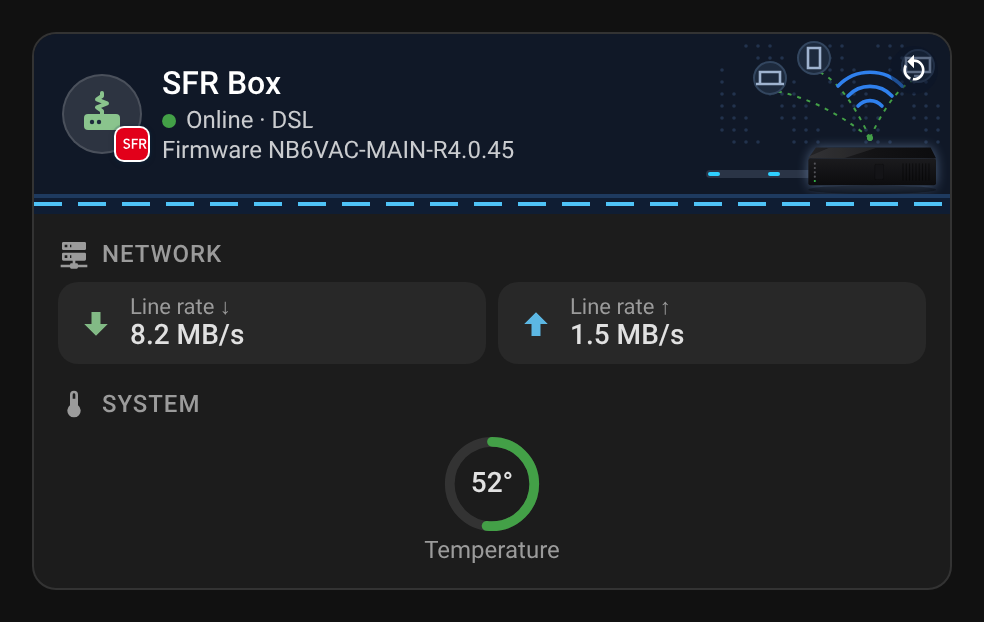 SFR Box
Online · DSL
SFR
Firmware NB6VAC-MAIN-R4.0.45
NETWORK
Line rate ↓
8.2 MB/s
Line rate ↑
1.5 MB/s
SYSTEM
52°
Temperature